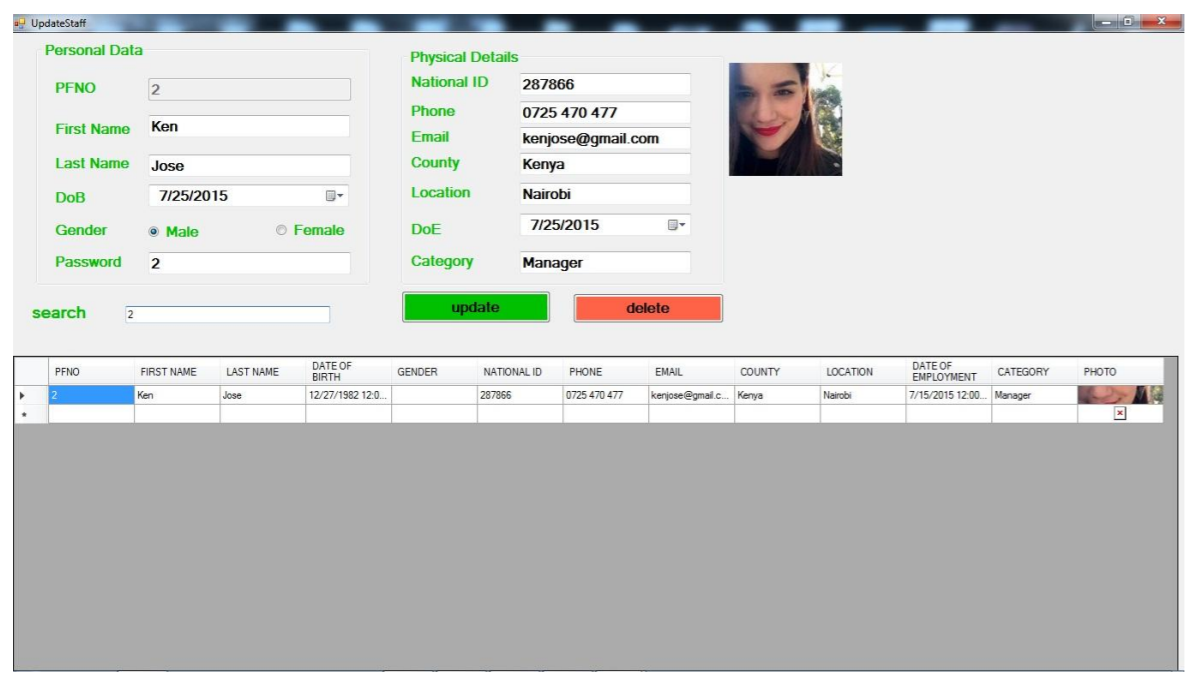 UpdateStaff
Personal Data
PFNO 2
First Name Ken
Last Name Jose
DoB 7/25/2015
Gender Male Female
Password 2
Physical Details
National ID 287866
Phone 0725 470 477
Email kenjose@gmail.com
County Kenya
Location Nairobi
DoE 7/25/2015
Category Manager
search 2
update delete
PFNO FIRST NAME LAST NAME DATE OF BIRTH GENDER NATIONAL ID PHONE EMAIL COUNTY LOCATION DATE OF EMPLOYMENT CATEGORY PHOTO
2 Ken Jose 12/27/1982 12:0... 287866 0725 470 477 kenjose@gmail.c... Kenya Nairobi 7/15/2015 12:00... Manager